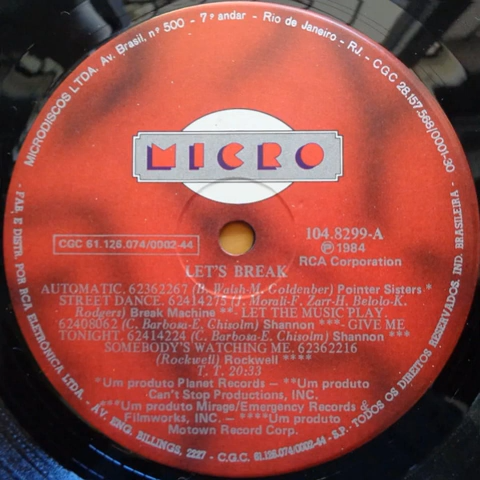 MICRODISCOS LTDA. Av. Brasil, nº 500 - 7º andar - Rio de Janeiro - RJ. - CGC 28.157.568/0001-30
MICRO
CGC 61.126.074/0002-44
104.8299-A
℗ 1984
RCA Corporation
LET'S BREAK
AUTOMATIC. 62362267 (B. Walsh-M. Goldenber) Pointer Sisters *
STREET DANCE. 62414275 (J. Morali-F. Zarr-H. Belolo-K.
Rodgers) Break Machine **- LET THE MUSIC PLAY.
62408062 (C. Barbosa-E. Chisolm) Shannon ***-GIVE ME
TONIGHT. 62414224 (C. Barbosa-E. Chisolm) Shannon ***
SOMEBODY'S WATCHING ME. 62362216
(Rockwell) Rockwell ****
T. T. 20:33
*Um produto Planet Records - **Um produto
Can't Stop Productions, INC.
***Um produto Mirage/Emergency Records &
Filmworks, INC. - ****Um produto
Motown Record Corp.
FAB. E DISTR. POR RCA ELETRÔNICA LTDA. - AV. ENG. BILLINGS, 2227 - C.G.C. 61.126.074/0002-44 - S.P. TODOS OS DIREITOS RESERVADOS. IND. BRASILEIRA -